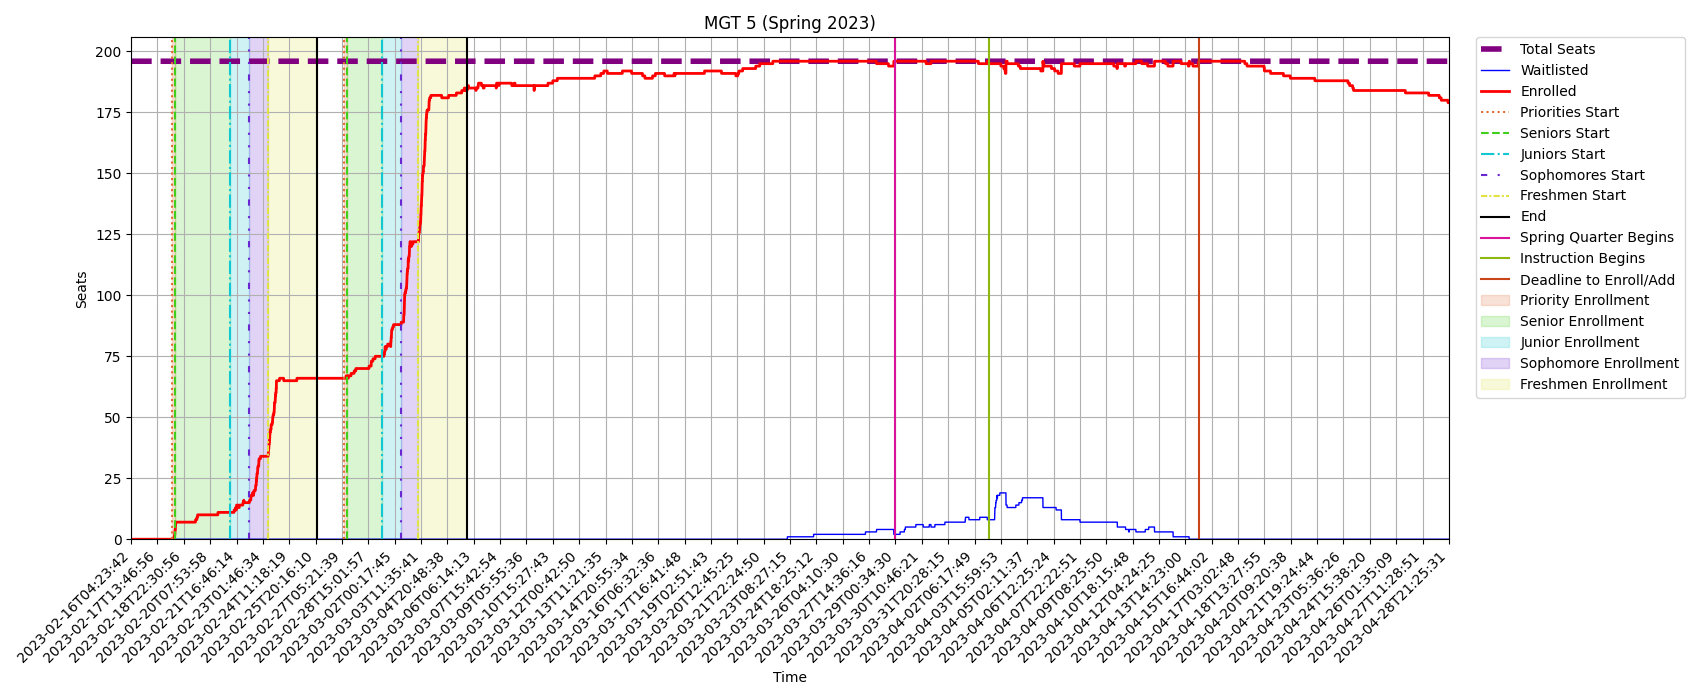 MGT 5 (Spring 2023)
Seats
200
175
150
125
100
75
50
25
0
2023-02-16T04:23:42
2023-02-17T13:46:56
2023-02-18T22:30:56
2023-02-20T07:53:58
2023-02-21T16:46:14
2023-02-23T01:46:34
2023-02-24T11:18:19
2023-02-25T20:16:10
2023-02-27T05:21:39
2023-02-28T15:01:57
2023-03-02T00:17:45
2023-03-03T11:35:41
2023-03-04T20:48:38
2023-03-06T06:14:13
2023-03-07T15:42:54
2023-03-09T05:55:36
2023-03-10T15:27:43
2023-03-12T00:42:50
2023-03-13T11:21:35
2023-03-14T20:55:34
2023-03-16T06:32:36
2023-03-17T16:41:48
2023-03-19T02:51:43
2023-03-20T12:45:25
2023-03-21T22:24:50
2023-03-23T08:27:15
2023-03-24T18:25:12
2023-03-26T04:10:30
2023-03-27T14:36:16
2023-03-29T00:34:30
2023-03-30T10:46:21
2023-03-31T20:28:15
2023-04-02T06:17:49
2023-04-03T15:59:53
2023-04-05T02:11:37
2023-04-06T12:25:24
2023-04-07T22:22:51
2023-04-09T08:25:50
2023-04-10T18:15:48
2023-04-12T04:24:25
2023-04-13T14:23:00
2023-04-15T16:44:02
2023-04-17T03:02:48
2023-04-18T13:27:55
2023-04-20T09:20:38
2023-04-21T19:24:44
2023-04-23T05:36:26
2023-04-24T15:38:20
2023-04-26T01:35:09
2023-04-27T11:28:51
2023-04-28T21:25:31
Time
Total Seats
Waitlisted
Enrolled
Priorities Start
Seniors Start
Juniors Start
Sophomores Start
Freshmen Start
End
Spring Quarter Begins
Instruction Begins
Deadline to Enroll/Add
Priority Enrollment
Senior Enrollment
Junior Enrollment
Sophomore Enrollment
Freshmen Enrollment